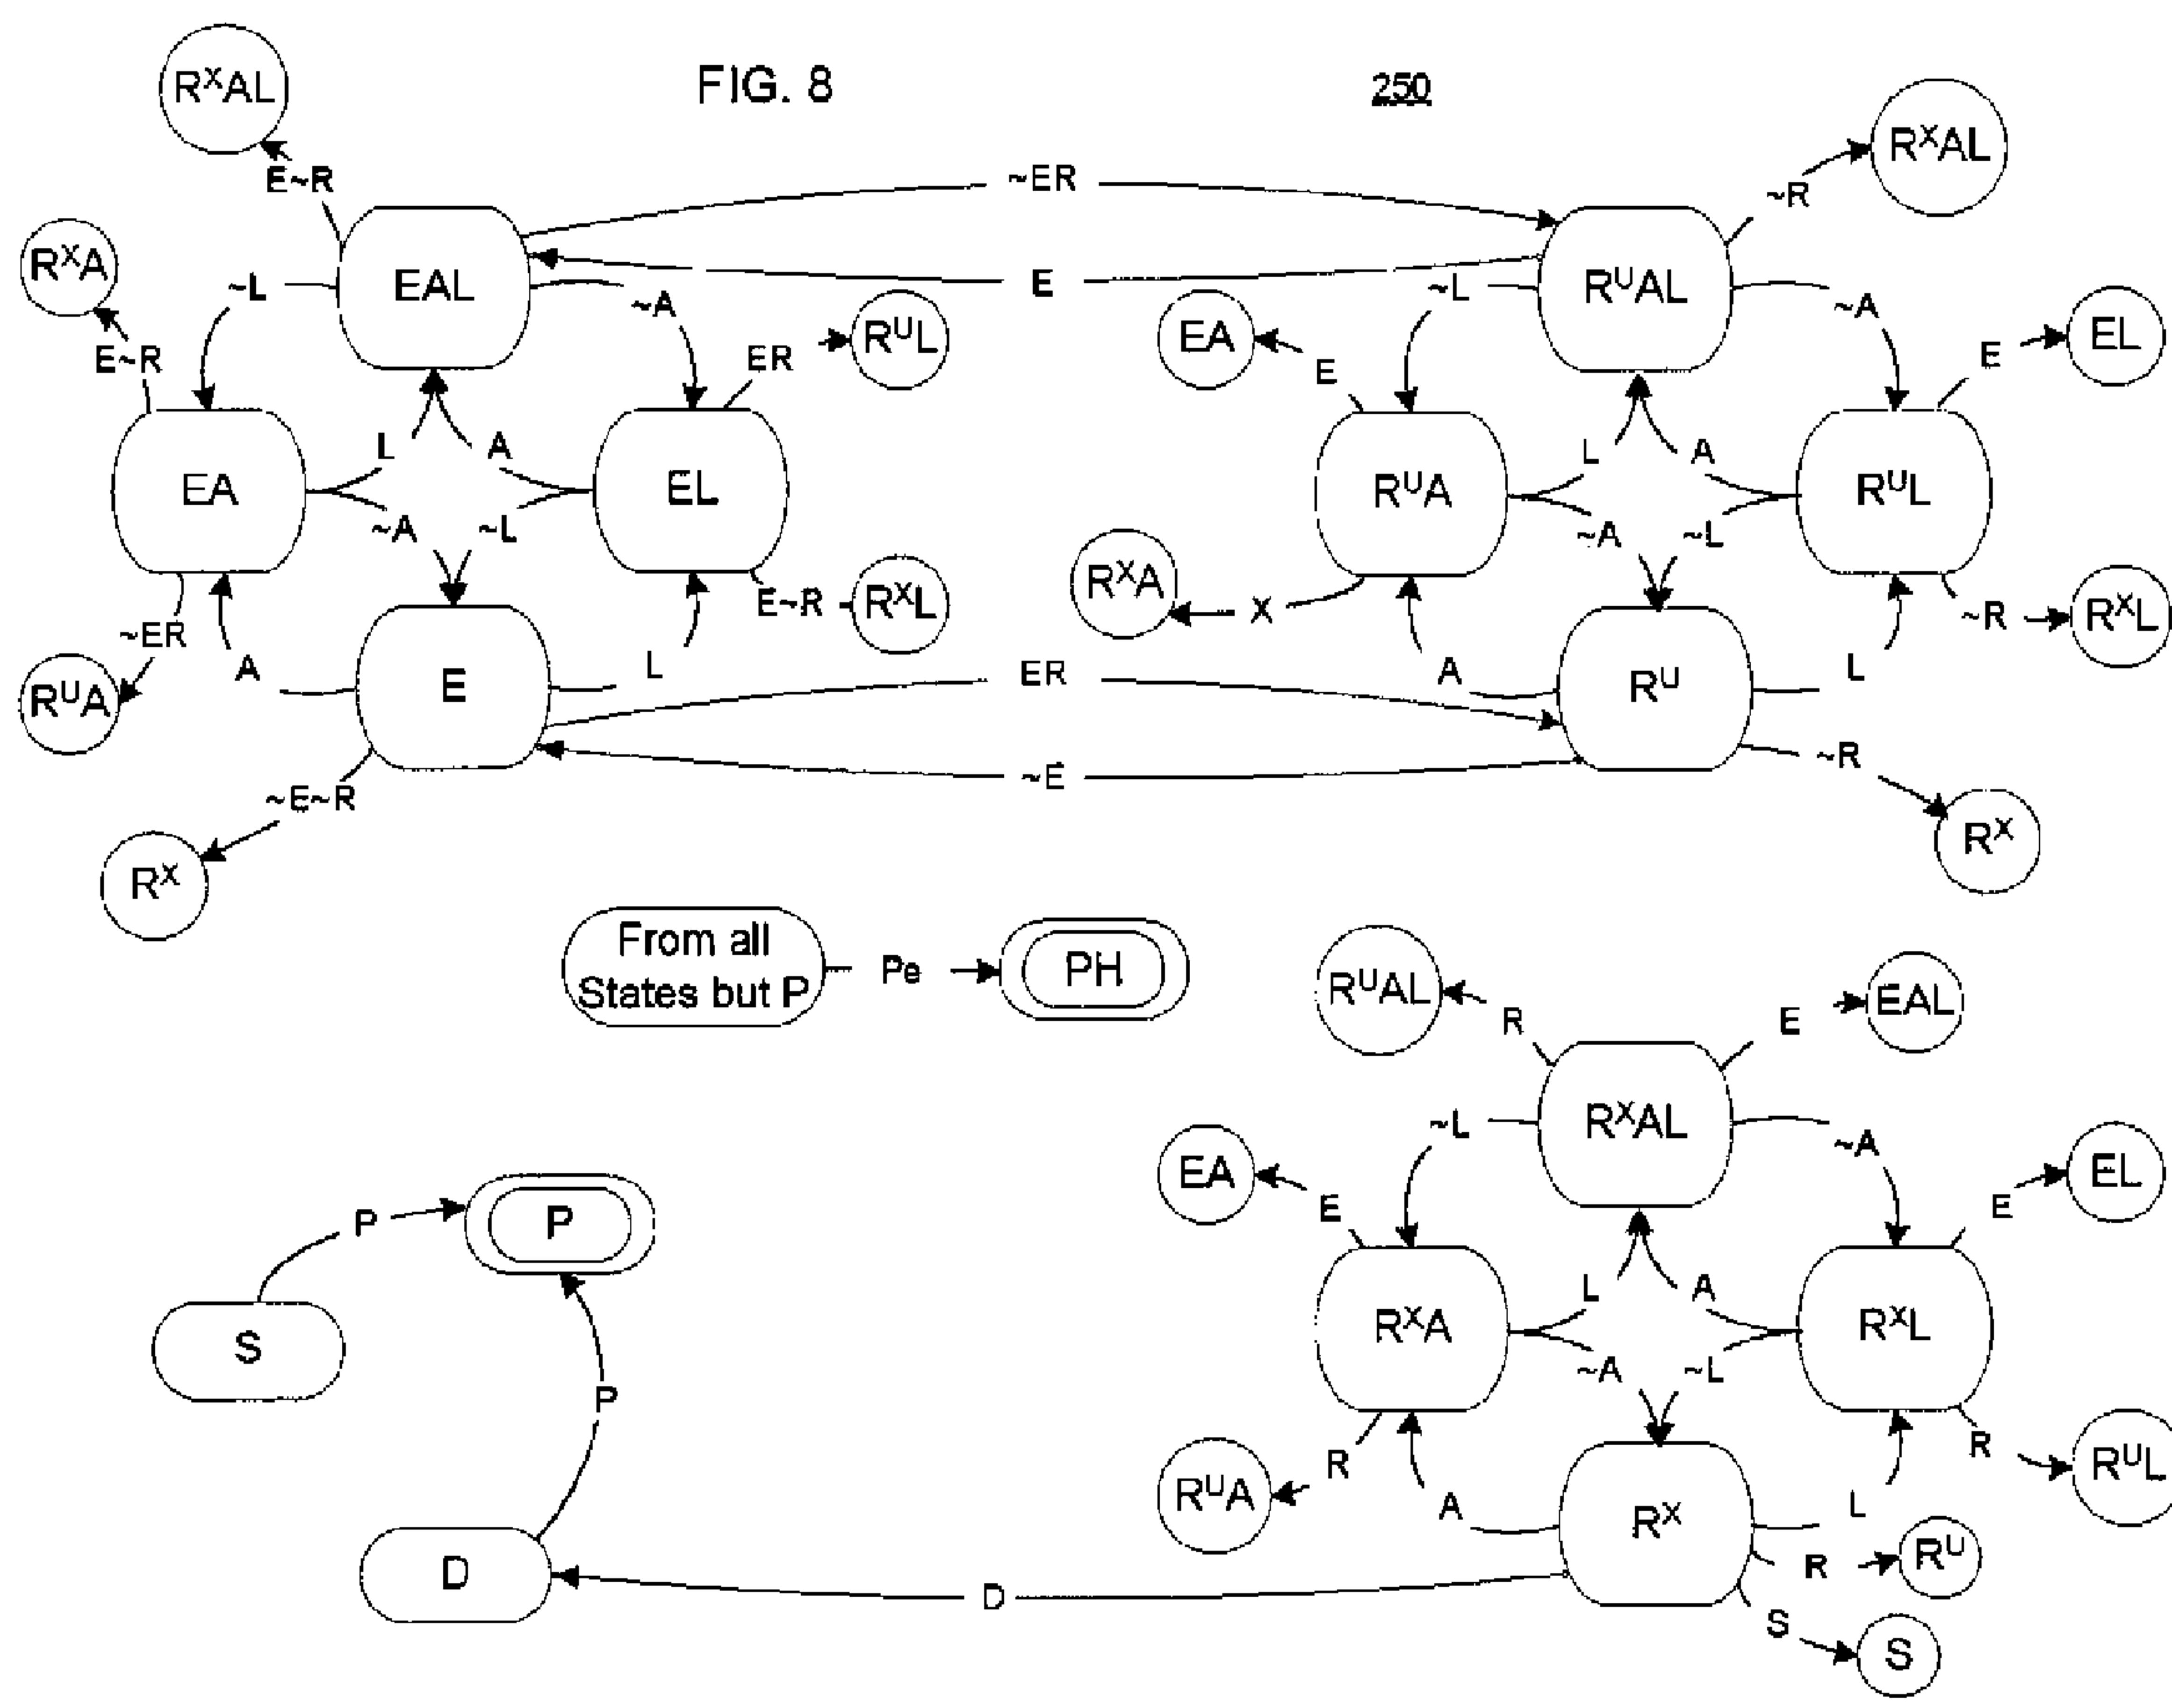 FIG. 8
250
RˣAL
E~R
RˣA
E~R
~L
EAL
~A
ER
RᵁL
EA
L
A
~A
~L
EL
E~R
RˣL
~ER
RᵁA
A
E
L
~E~R
Rˣ
~ER
E
ER
~E
RᵁAL
~R
RˣAL
~L
~A
EA
E
E
EL
RᵁA
L
A
~A
~L
RᵁL
X
RˣA
~R
RˣL
A
Rᵁ
L
~R
Rˣ
From all
States but P
Pe
PH
RᵁAL
R
E
EAL
RˣAL
~L
~A
EA
E
E
EL
RˣA
L
A
~A
~L
RˣL
R
RᵁA
R
RᵁL
A
Rˣ
L
R
Rᵁ
S
S
P
P
S
P
D
D